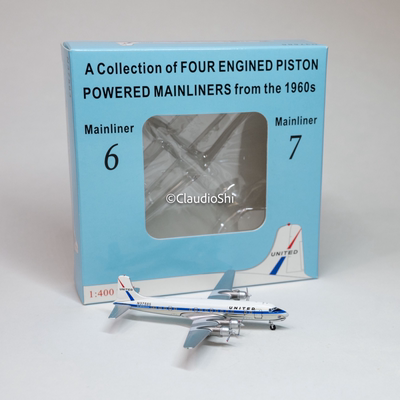 A Collection of FOUR ENGINED PISTON
POWERED MAINLINERS from the 1960s
Mainliner
6
Mainliner
7
©ClaudioShi
UNITED
1:400
UNITED